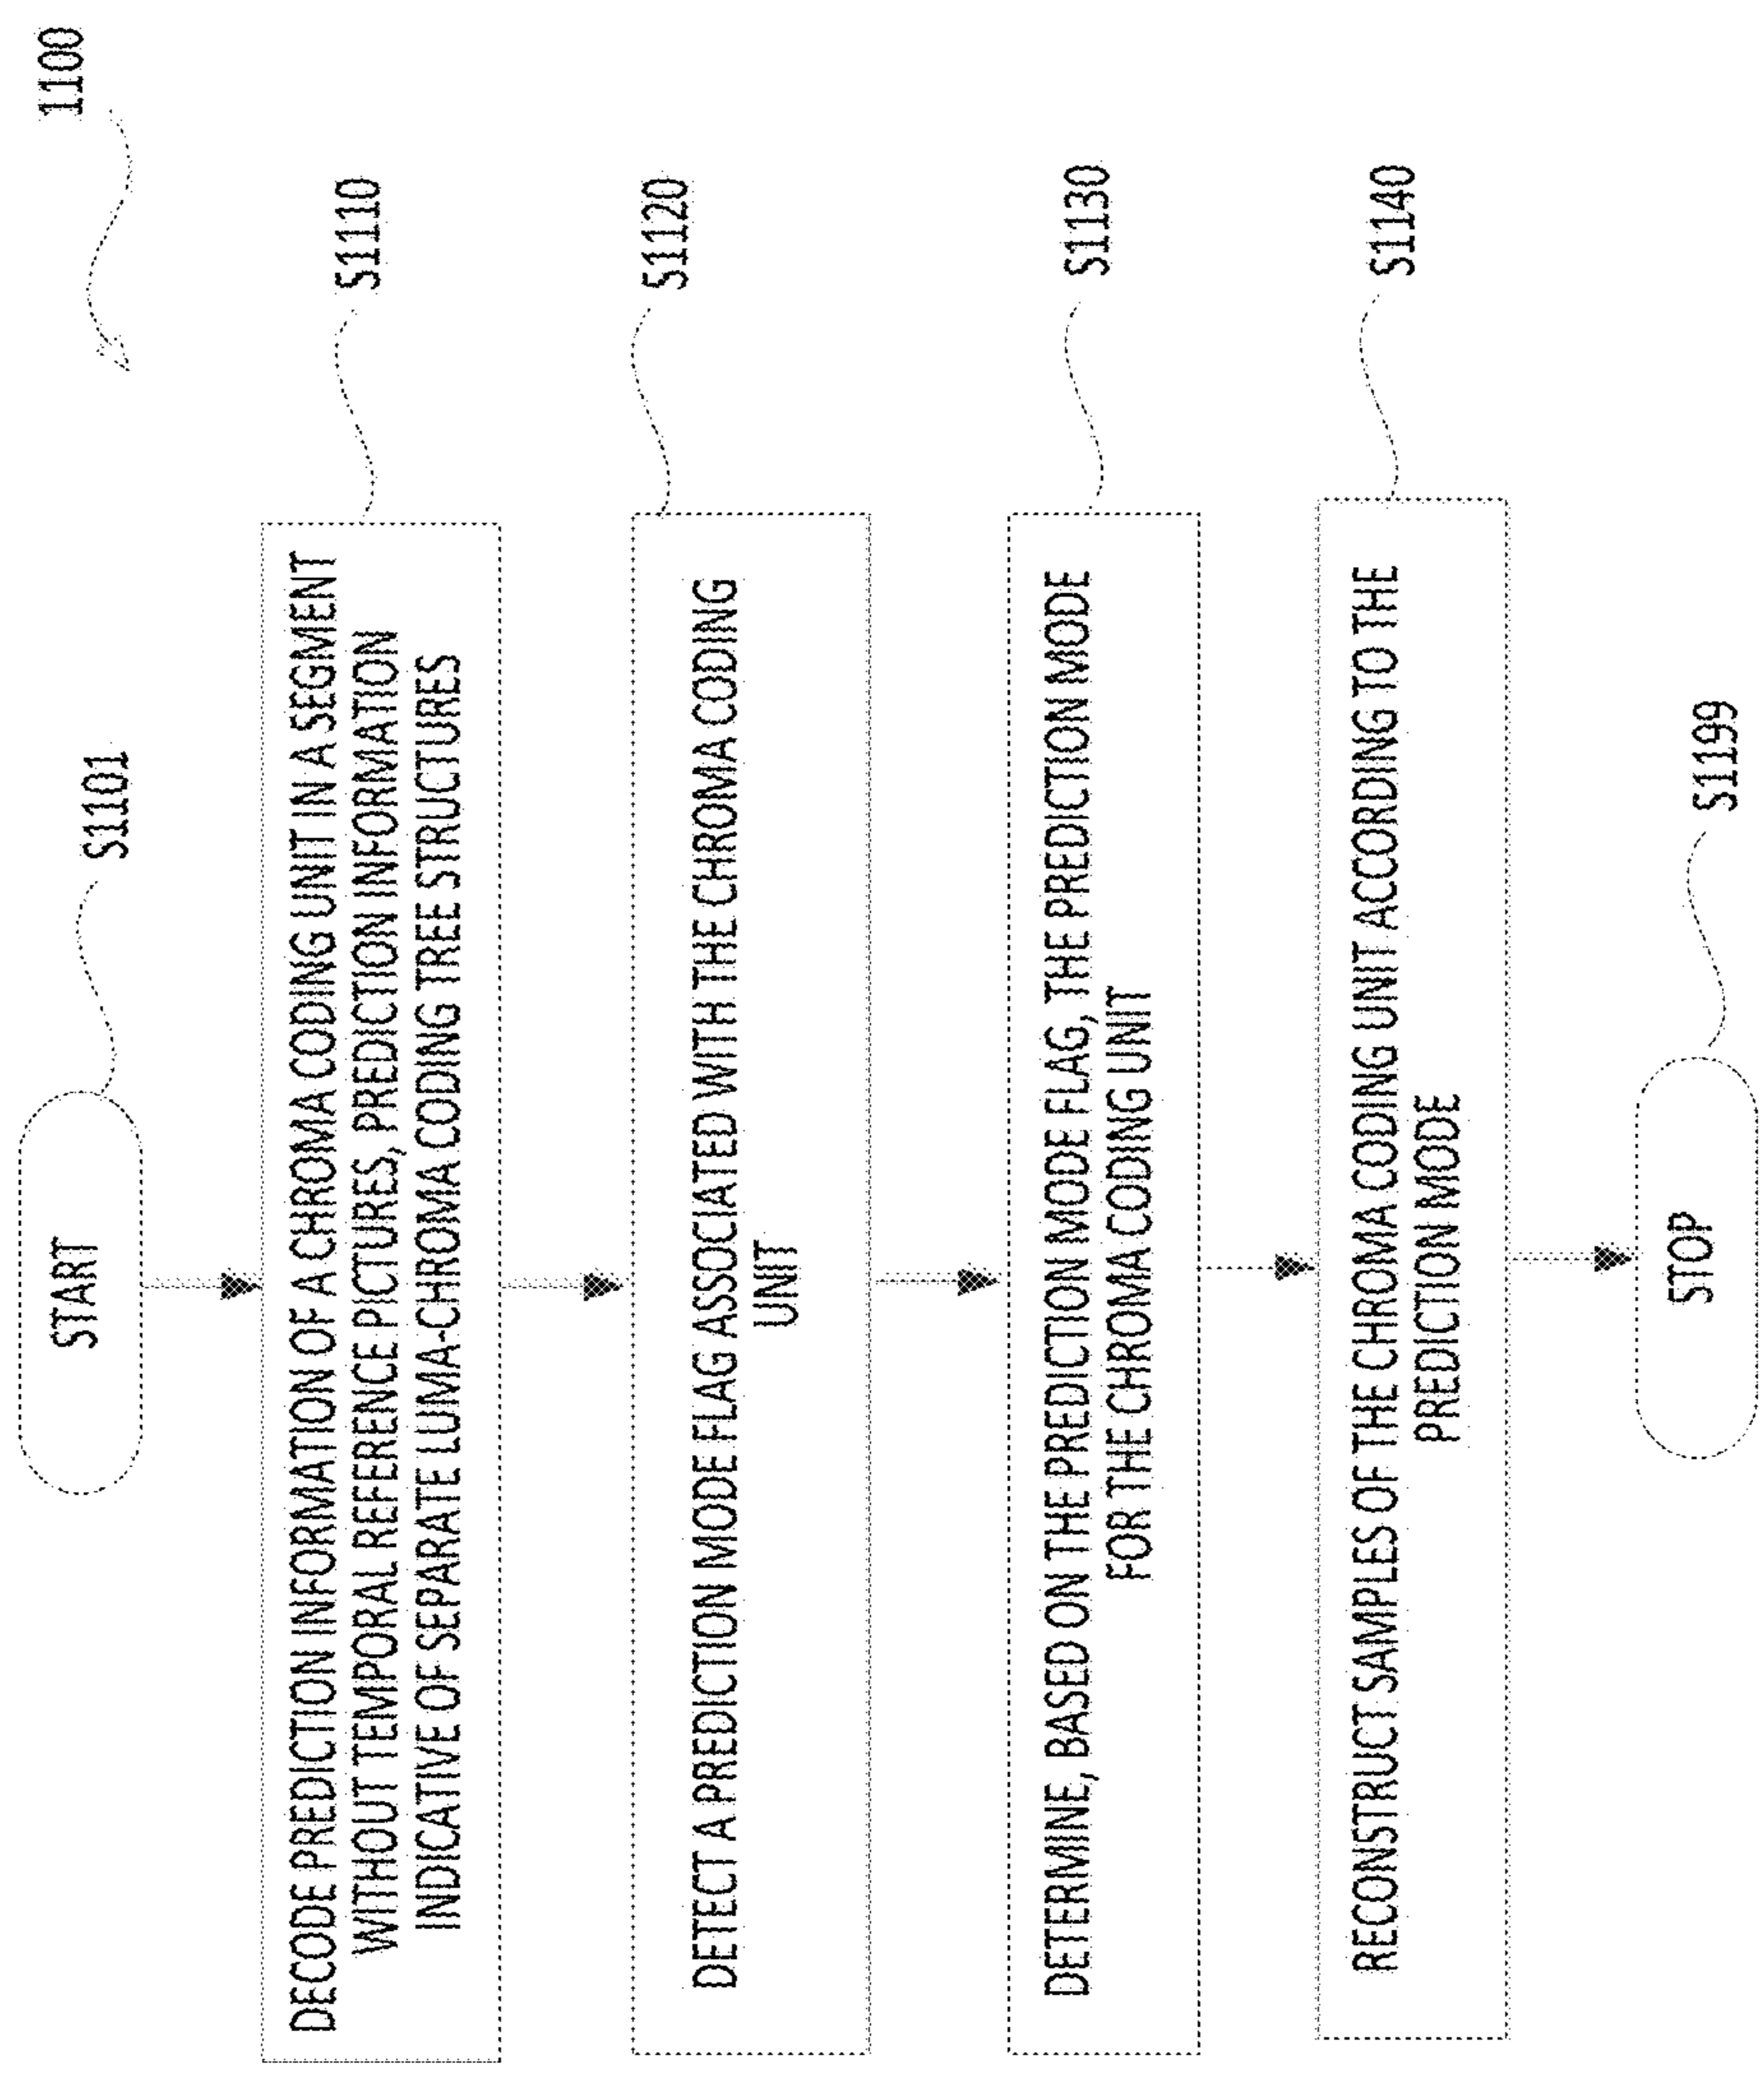 1100
START
S1101
DECODE PREDICTION INFORMATION OF A CHROMA CODING UNIT IN A SEGMENT
WITHOUT TEMPORAL REFERENCE PICTURES, PREDICTION INFORMATION
INDICATIVE OF SEPARATE LUMA-CHROMA CODING TREE STRUCTURES
S1110
DETECT A PREDICTION MODE FLAG ASSOCIATED WITH THE CHROMA CODING
UNIT
S1120
DETERMINE, BASED ON THE PREDICTION MODE FLAG, THE PREDICTION MODE
FOR THE CHROMA CODING UNIT
S1130
RECONSTRUCT SAMPLES OF THE CHROMA CODING UNIT ACCORDING TO THE
PREDICTION MODE
S1140
STOP
S1199